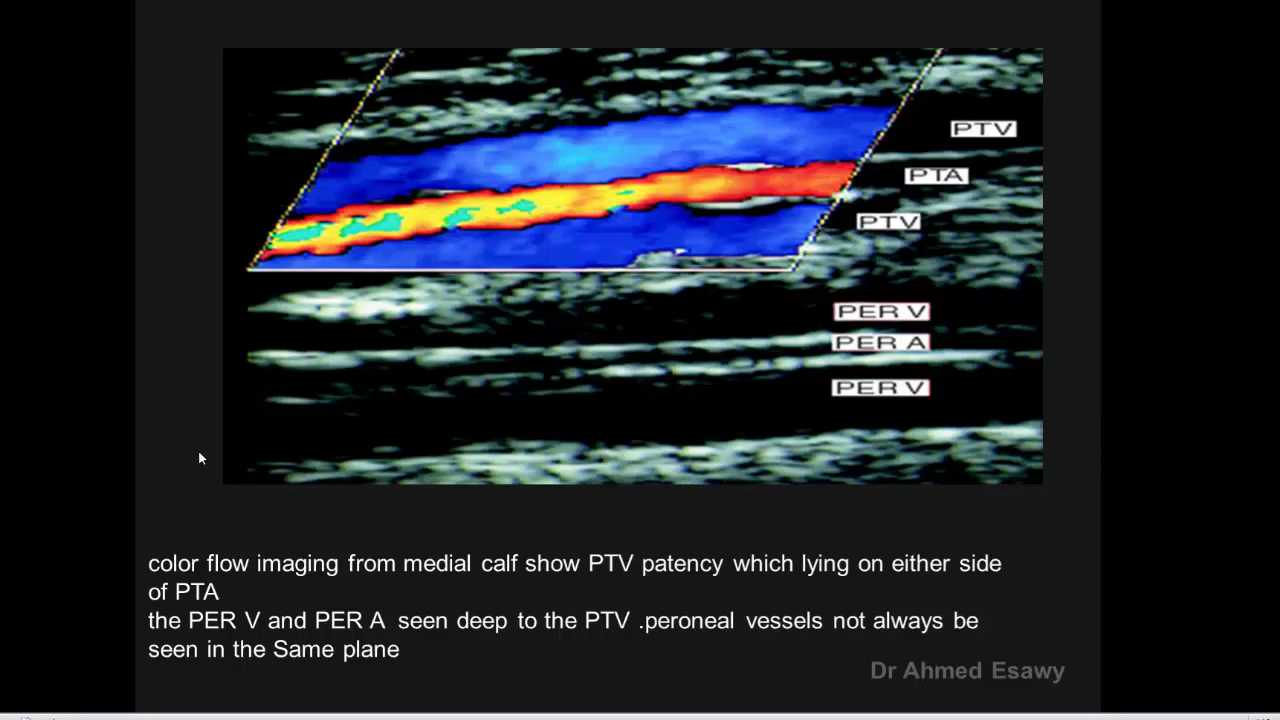 PTV
PTA
PTV
PER V
PER A
PER V
color flow imaging from medial calf show PTV patency which lying on either side
of PTA
the PER V and PER A seen deep to the PTV .peroneal vessels not always be
seen in the Same plane
Dr Ahmed Esawy